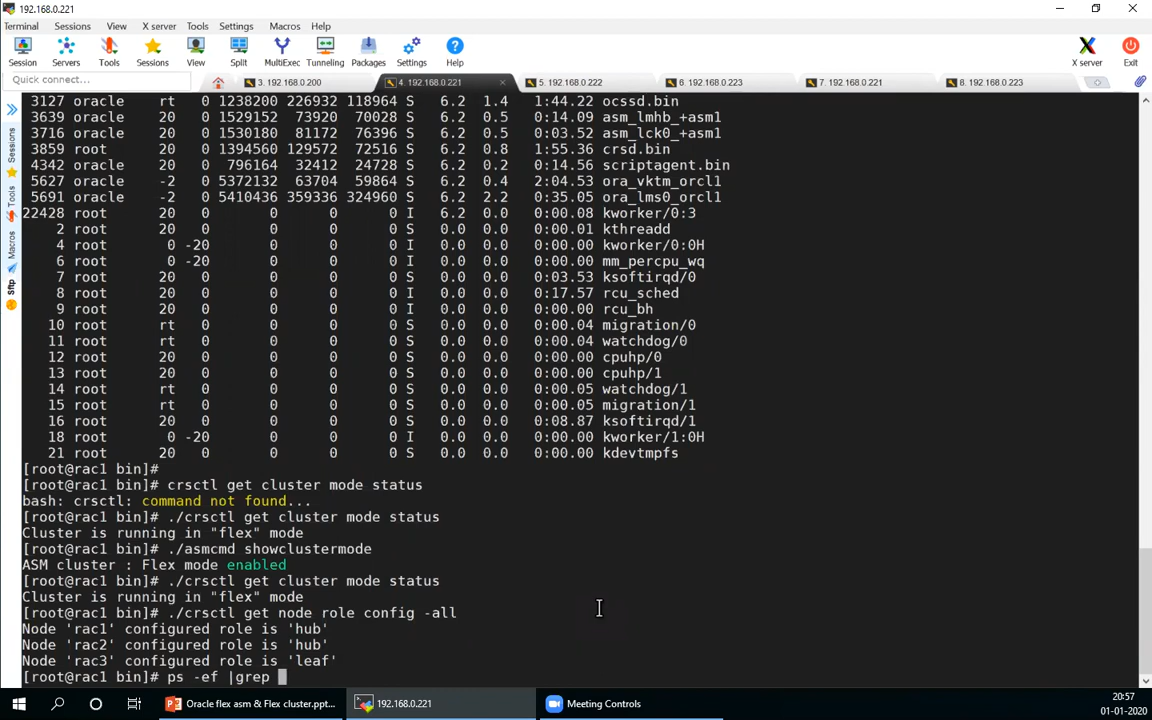 192.168.0.221
Terminal Sessions View X server Tools Settings Macros Help
Session Servers Tools Sessions View Split MultiExec Tunneling Packages Settings Help X server Exit
Quick connect... 3. 192.168.0.200 4. 192.168.0.221 5. 192.168.0.222 6. 192.168.0.223 7. 192.168.0.221 8. 192.168.0.223
Sessions
Tools
Macros
Sftp
3127 oracle rt 0 1238200 226932 118964 S 6.2 1.4 1:44.22 ocssd.bin
3639 oracle 20 0 1529152 73920 70028 S 6.2 0.5 0:14.09 asm_lmhb_+asm1
3716 oracle 20 0 1530180 81172 76396 S 6.2 0.5 0:03.52 asm_lck0_+asm1
3859 root 20 0 1394560 129572 72516 S 6.2 0.8 1:55.36 crsd.bin
4342 oracle 20 0 796164 32412 24728 S 6.2 0.2 0:14.56 scriptagent.bin
5627 oracle -2 0 5372132 63704 59864 S 6.2 0.4 2:04.53 ora_vktm_orcl1
5691 oracle -2 0 5410436 359336 324960 S 6.2 2.2 0:35.05 ora_lms0_orcl1
22428 root 20 0 0 0 0 I 6.2 0.0 0:00.08 kworker/0:3
2 root 20 0 0 0 0 S 0.0 0.0 0:00.01 kthreadd
4 root 0 -20 0 0 0 I 0.0 0.0 0:00.00 kworker/0:0H
6 root 0 -20 0 0 0 I 0.0 0.0 0:00.00 mm_percpu_wq
7 root 20 0 0 0 0 S 0.0 0.0 0:03.53 ksoftirqd/0
8 root 20 0 0 0 0 I 0.0 0.0 0:17.57 rcu_sched
9 root 20 0 0 0 0 I 0.0 0.0 0:00.00 rcu_bh
10 root rt 0 0 0 0 S 0.0 0.0 0:00.04 migration/0
11 root rt 0 0 0 0 S 0.0 0.0 0:00.04 watchdog/0
12 root 20 0 0 0 0 S 0.0 0.0 0:00.00 cpuhp/0
13 root 20 0 0 0 0 S 0.0 0.0 0:00.00 cpuhp/1
14 root rt 0 0 0 0 S 0.0 0.0 0:00.05 watchdog/1
15 root rt 0 0 0 0 S 0.0 0.0 0:00.05 migration/1
16 root 20 0 0 0 0 S 0.0 0.0 0:08.87 ksoftirqd/1
18 root 0 -20 0 0 0 I 0.0 0.0 0:00.00 kworker/1:0H
21 root 20 0 0 0 0 S 0.0 0.0 0:00.00 kdevtmpfs
[root@rac1 bin]#
[root@rac1 bin]# crsctl get cluster mode status
bash: crsctl: command not found...
[root@rac1 bin]# ./crsctl get cluster mode status
Cluster is running in "flex" mode
[root@rac1 bin]# ./asmcmd showclustermode
ASM cluster : Flex mode enabled
[root@rac1 bin]# ./crsctl get cluster mode status
Cluster is running in "flex" mode
[root@rac1 bin]# ./crsctl get node role config -all
Node 'rac1' configured role is 'hub'
Node 'rac2' configured role is 'hub'
Node 'rac3' configured role is 'leaf'
[root@rac1 bin]# ps -ef |grep
Oracle flex asm & Flex cluster.ppt... 192.168.0.221 Meeting Controls
20:57
01-01-2020